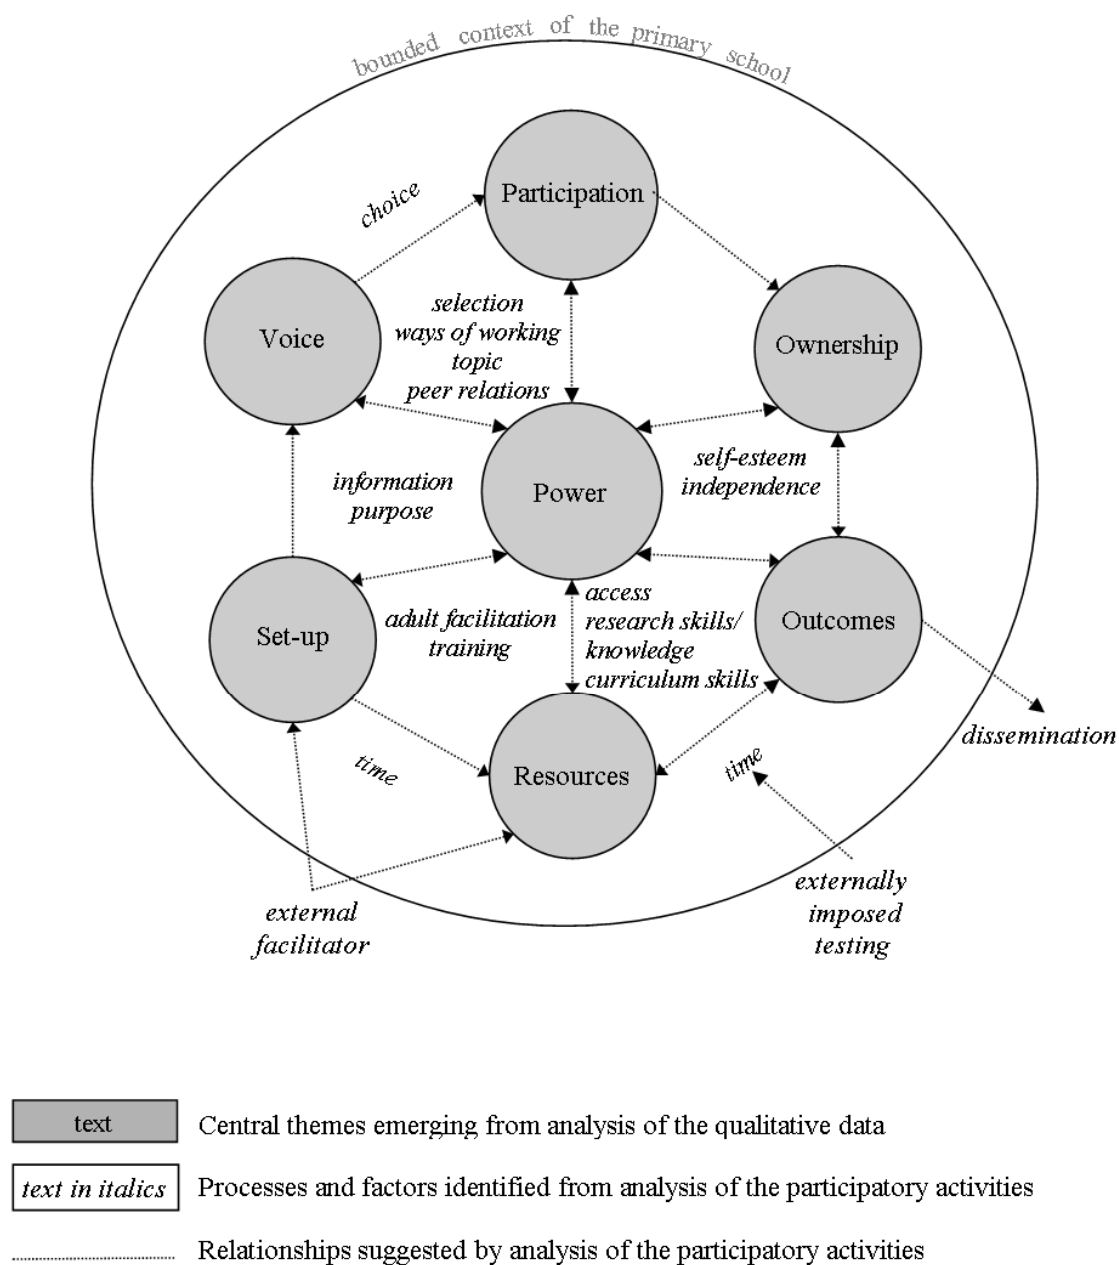 bounded context of the primary school
Participation
choice
selection
ways of working
topic
peer relations
Voice
Ownership
self-esteem
independence
information
purpose
Power
access
research skills/
knowledge
curriculum skills
adult facilitation
training
Set-up
Outcomes
dissemination
time
Resources
time
external
facilitator
externally
imposed
testing
text
Central themes emerging from analysis of the qualitative data
text in italics
Processes and factors identified from analysis of the participatory activities
Relationships suggested by analysis of the participatory activities